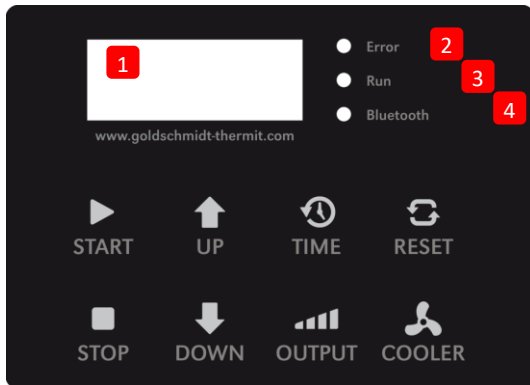 1
Error 2
Run 3
Bluetooth 4
www.goldschmidt-thermit.com
START UP TIME RESET
STOP DOWN OUTPUT COOLER